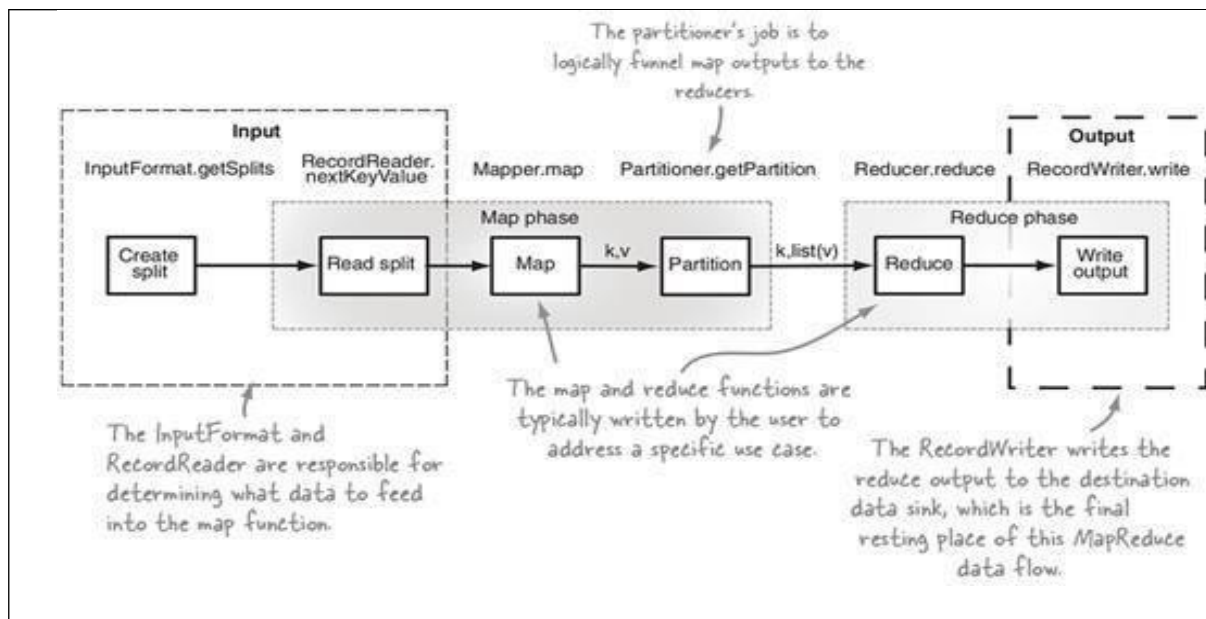 The partitioner's job is to
logically funnel map outputs to the
reducers.
Input
Output
InputFormat.getSplits
RecordReader.
nextKeyValue
Mapper.map
Partitioner.getPartition
Reducer.reduce
RecordWriter.write
Map phase
Reduce phase
Create
split
Read split
Map
k,v
Partition
k,list(v)
Reduce
Write
output
The InputFormat and
RecordReader are responsible for
determining what data to feed
into the map function.
The map and reduce functions are
typically written by the user to
address a specific use case.
The RecordWriter writes the
reduce output to the destination
data sink, which is the final
resting place of this MapReduce
data flow.